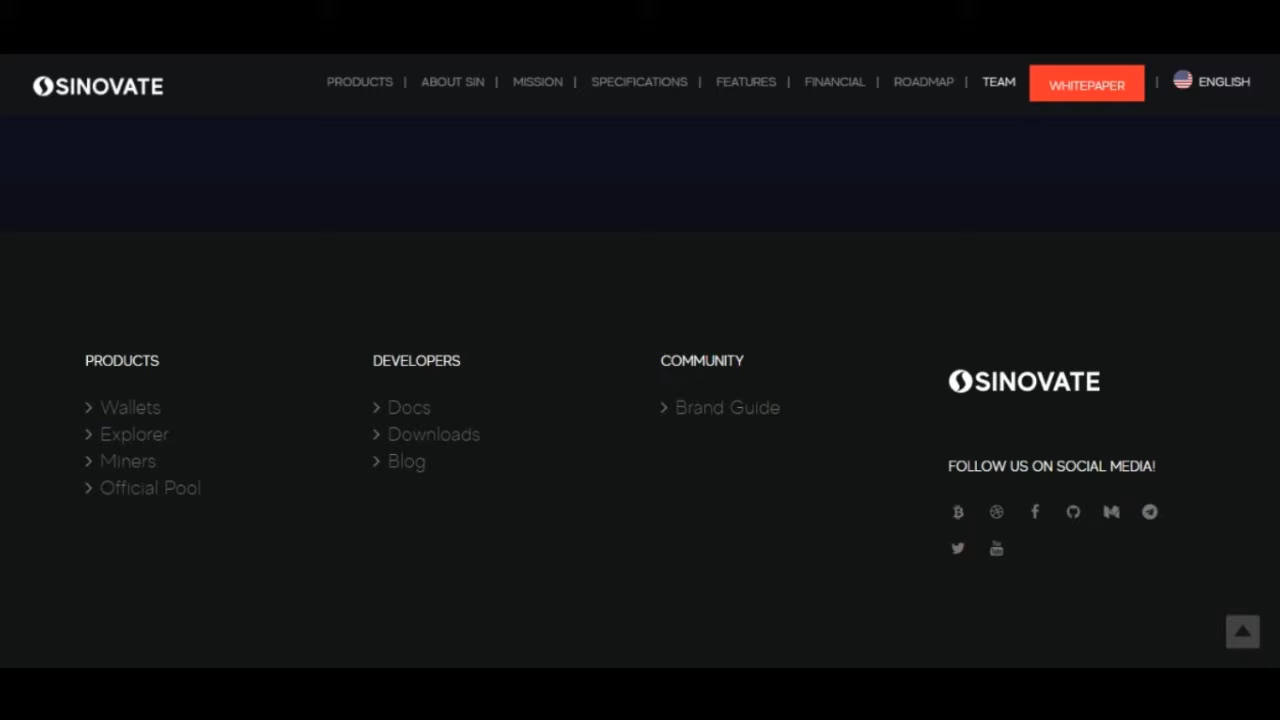 SINOVATE
PRODUCTS | ABOUT SIN | MISSION | SPECIFICATIONS | FEATURES | FINANCIAL | ROADMAP | TEAM WHITEPAPER | ENGLISH
PRODUCTS
Wallets
Explorer
Miners
Official Pool
DEVELOPERS
Docs
Downloads
Blog
COMMUNITY
Brand Guide
SINOVATE
FOLLOW US ON SOCIAL MEDIA!